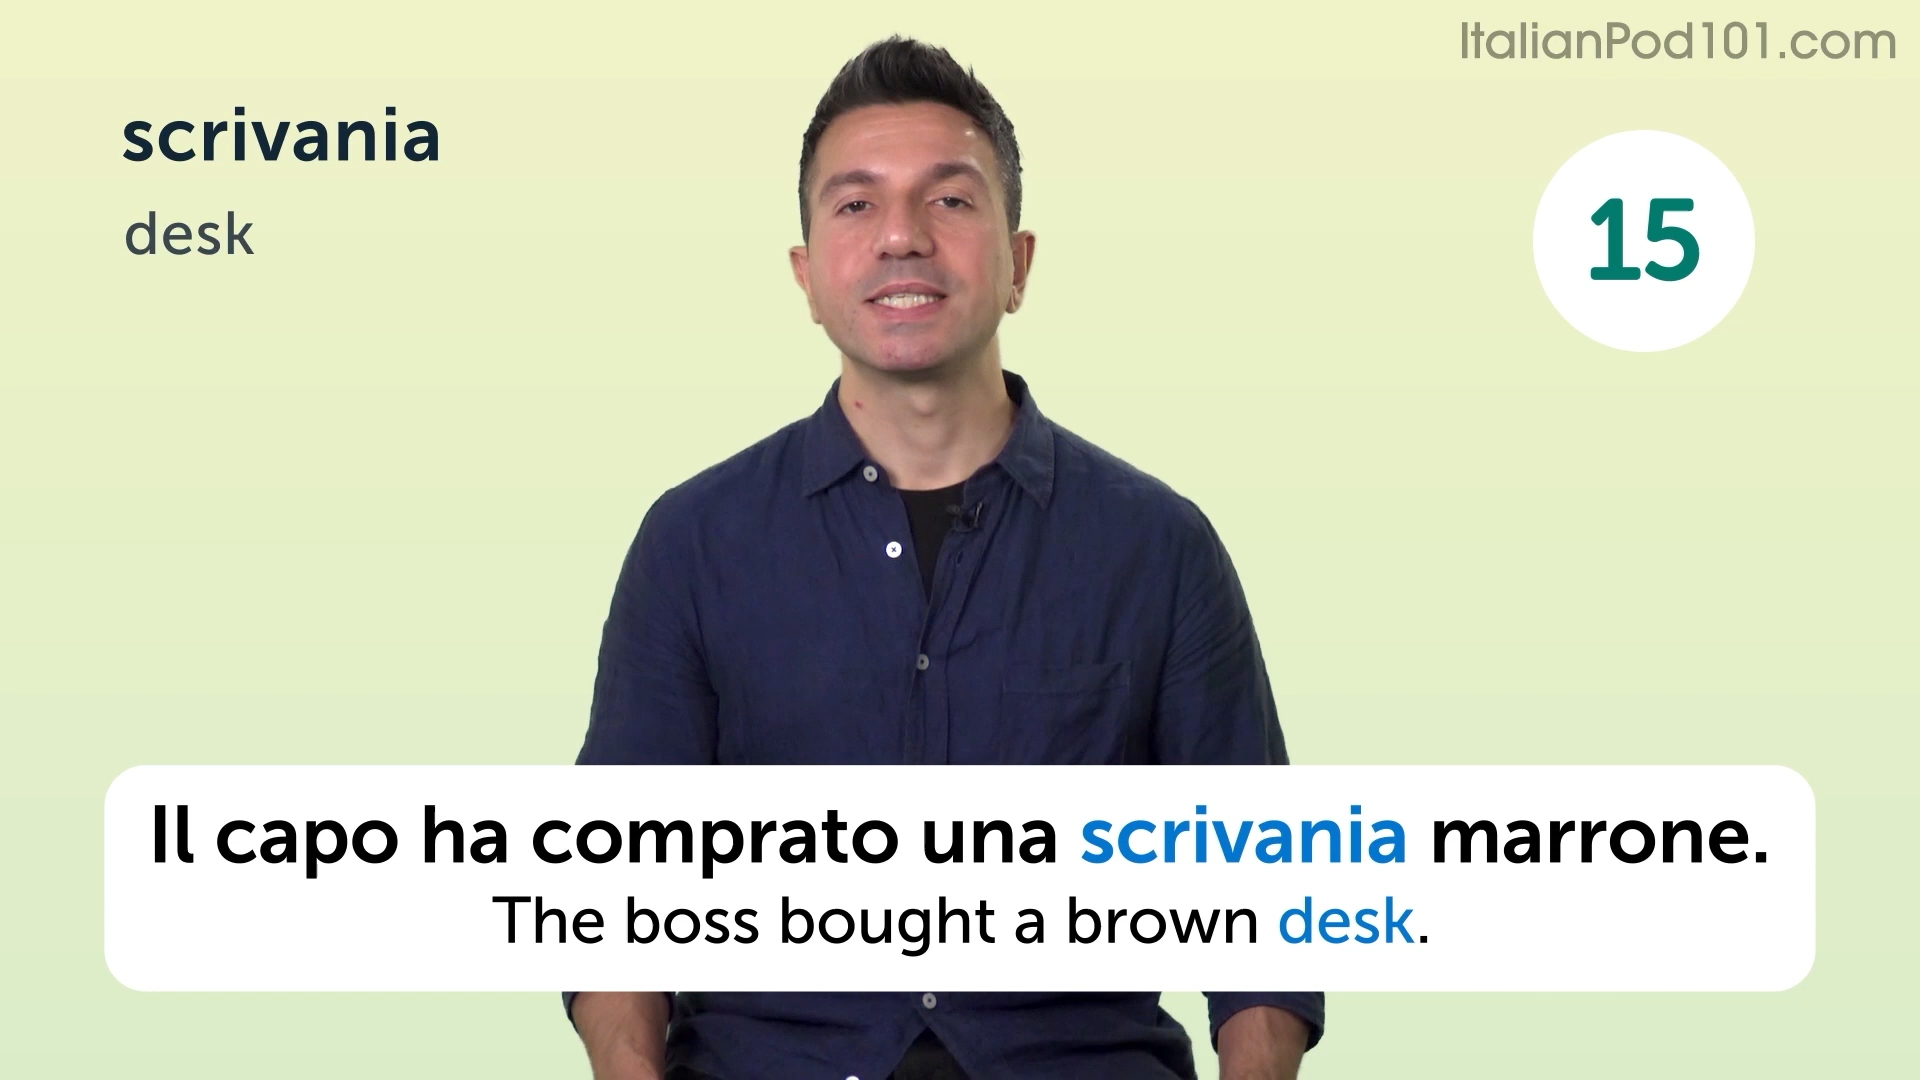 ItalianPod101.com
scrivania
desk
15
Il capo ha comprato una scrivania marrone.
The boss bought a brown desk.